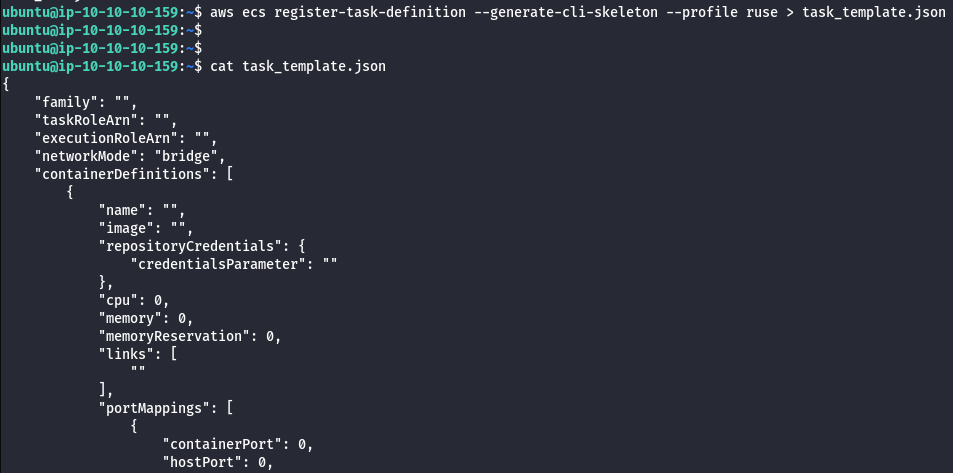 ubuntu@ip-10-10-10-159:~$ aws ecs register-task-definition --generate-cli-skeleton --profile ruse > task_template.json
ubuntu@ip-10-10-10-159:~$
ubuntu@ip-10-10-10-159:~$
ubuntu@ip-10-10-10-159:~$ cat task_template.json
{
    "family": "",
    "taskRoleArn": "",
    "executionRoleArn": "",
    "networkMode": "bridge",
    "containerDefinitions": [
        {
            "name": "",
            "image": "",
            "repositoryCredentials": {
                "credentialsParameter": ""
            },
            "cpu": 0,
            "memory": 0,
            "memoryReservation": 0,
            "links": [
                ""
            ],
            "portMappings": [
                {
                    "containerPort": 0,
                    "hostPort": 0,